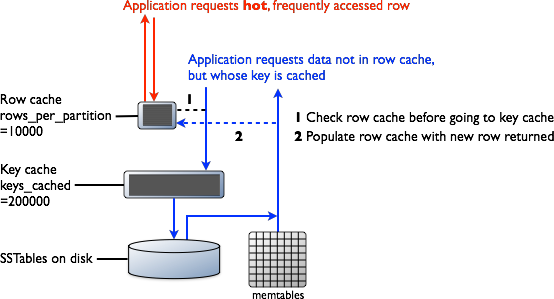 Application requests hot, frequently accessed row
Application requests data not in row cache,
but whose key is cached
Row cache
rows_per_partition
=10000
1
1 Check row cache before going to key cache
2
2 Populate row cache with new row returned
Key cache
keys_cached
=200000
SSTables on disk
memtables